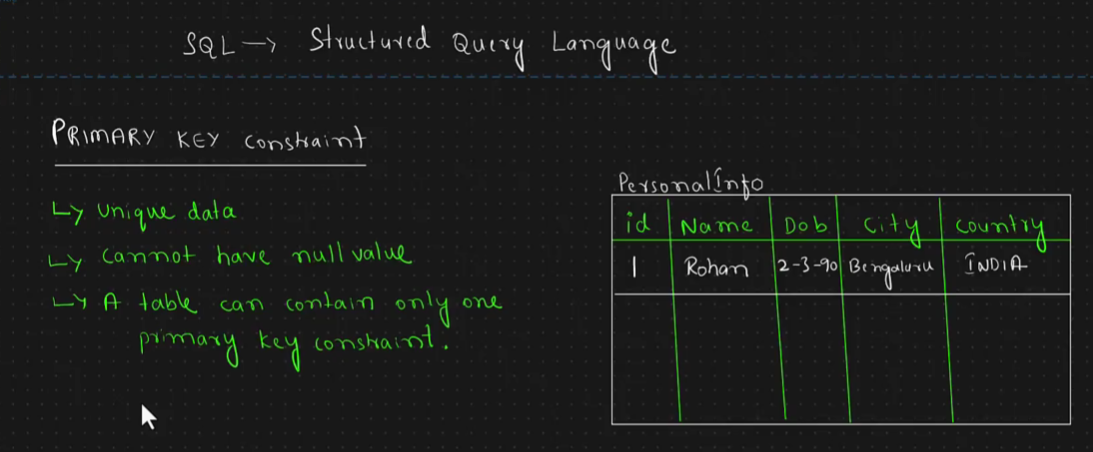 SQL → Structured Query Language
PRIMARY KEY constraint
↳ unique data
↳ cannot have null value
↳ A table can contain only one
primary key constraint.
PersonalInfo
id Name Dob City Country
1 Rohan 2-3-90 Bengaluru INDIA